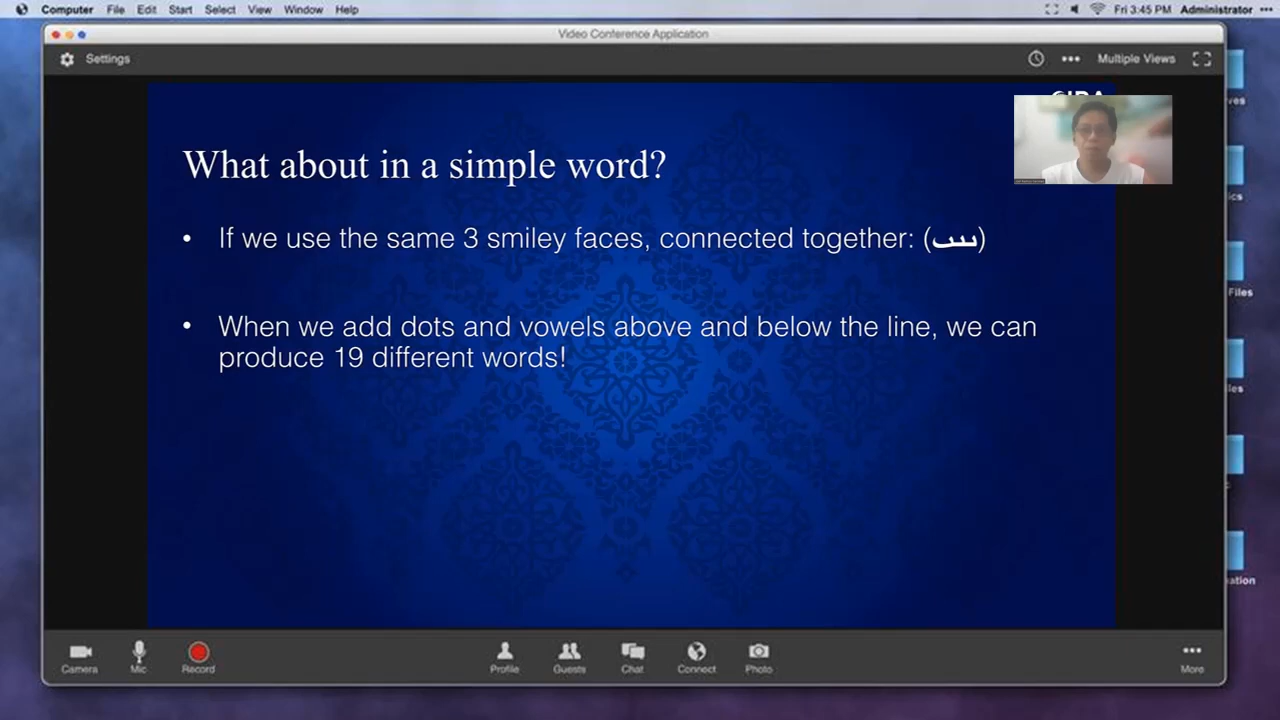 Computer File Edit Start Select View Window Help Fri 3:45 PM Administrator
Video Conference Application
Settings Multiple Views
What about in a simple word?
• If we use the same 3 smiley faces, connected together: (ىىى)
• When we add dots and vowels above and below the line, we can
produce 19 different words!
Files
Camera Mic Record Profile Guests Chat Connect Photo More